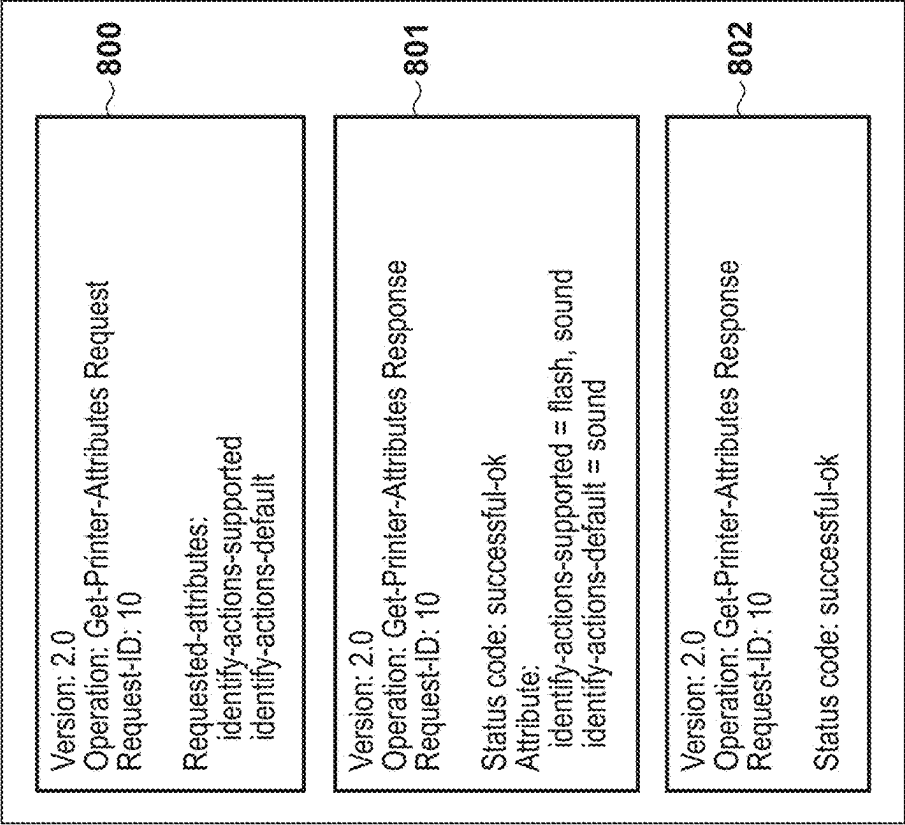 800
Version: 2.0
Operation: Get-Printer-Attributes Request
Request-ID: 10
Requested-attributes:
identify-actions-supported
identify-actions-default
801
Version: 2.0
Operation: Get-Printer-Attributes Response
Request-ID: 10
Status code: successful-ok
Attribute:
identify-actions-supported = flash, sound
identify-actions-default = sound
802
Version: 2.0
Operation: Get-Printer-Attributes Response
Request-ID: 10
Status code: successful-ok